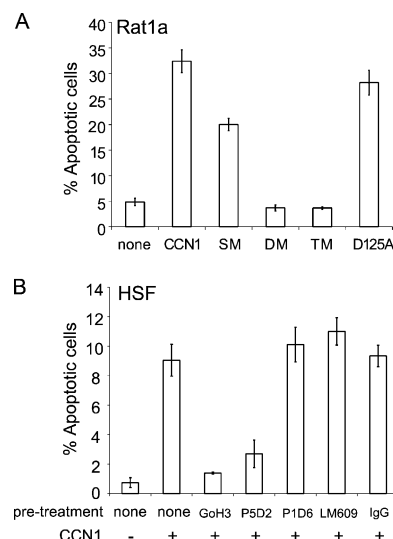 A
Rat1a
% Apoptotic cells
40
35
30
25
20
15
10
5
0
none CCN1 SM DM TM D125A
B
HSF
% Apoptotic cells
14
12
10
8
6
4
2
0
pre-treatment none none GoH3 P5D2 P1D6 LM609 IgG
CCN1 - + + + + + +